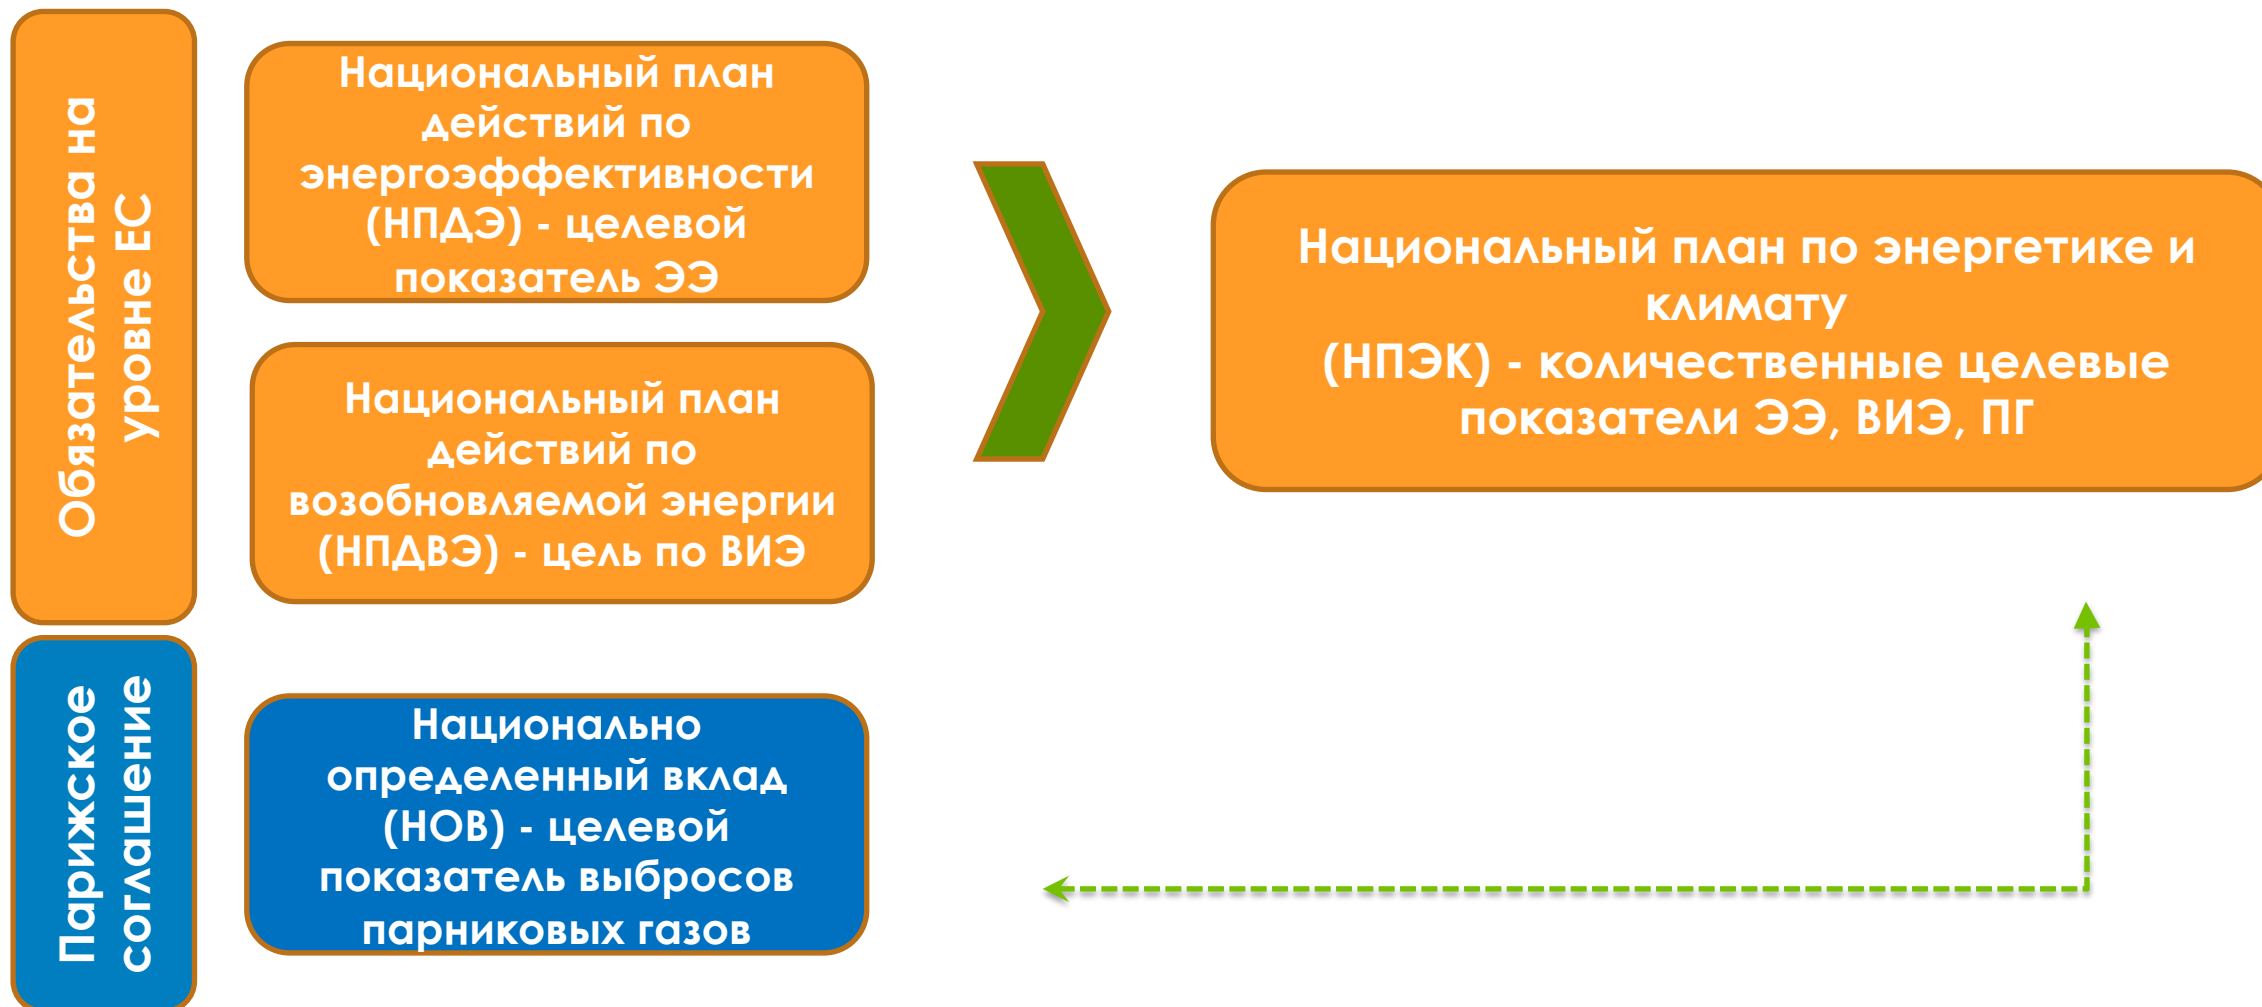 Обязательства на
уровне ЕС
Национальный план
действий по
энергоэффективности
(НПДЭ) - целевой
показатель ЭЭ
Национальный план
действий по
возобновляемой энергии
(НПДВЭ) - цель по ВИЭ
Национальный план по энергетике и
климату
(НПЭК) - количественные целевые
показатели ЭЭ, ВИЭ, ПГ
Парижское
соглашение
Национально
определенный вклад
(НОВ) - целевой
показатель выбросов
парниковых газов